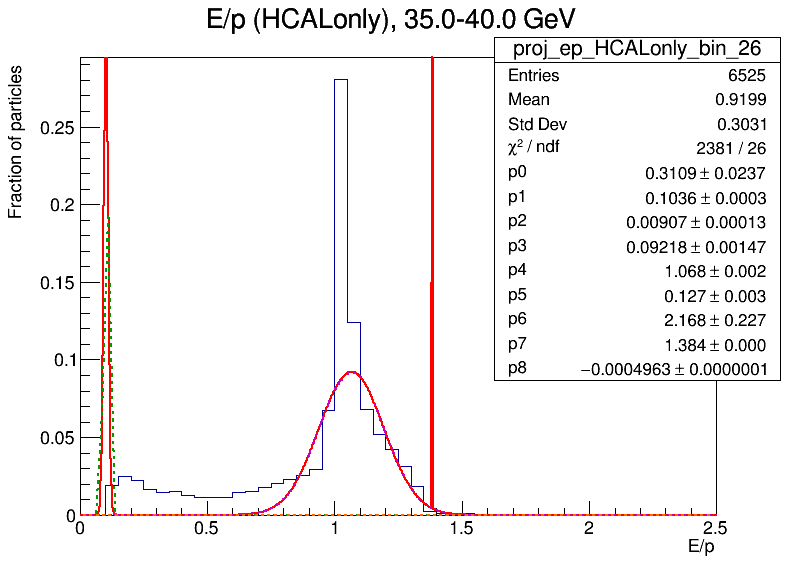 E/p (HCALonly), 35.0-40.0 GeV
proj_ep_HCALonly_bin_26
Entries 6525
Mean 0.9199
Std Dev 0.3031
χ² / ndf 2381 / 26
p0 0.3109 ± 0.0237
p1 0.1036 ± 0.0003
p2 0.00907 ± 0.00013
p3 0.09218 ± 0.00147
p4 1.068 ± 0.002
p5 0.127 ± 0.003
p6 2.168 ± 0.227
p7 1.384 ± 0.000
p8 −0.0004963 ± 0.0000001
Fraction of particles
0.25
0.2
0.15
0.1
0.05
0
0 0.5 1 1.5 2 2.5
E/p